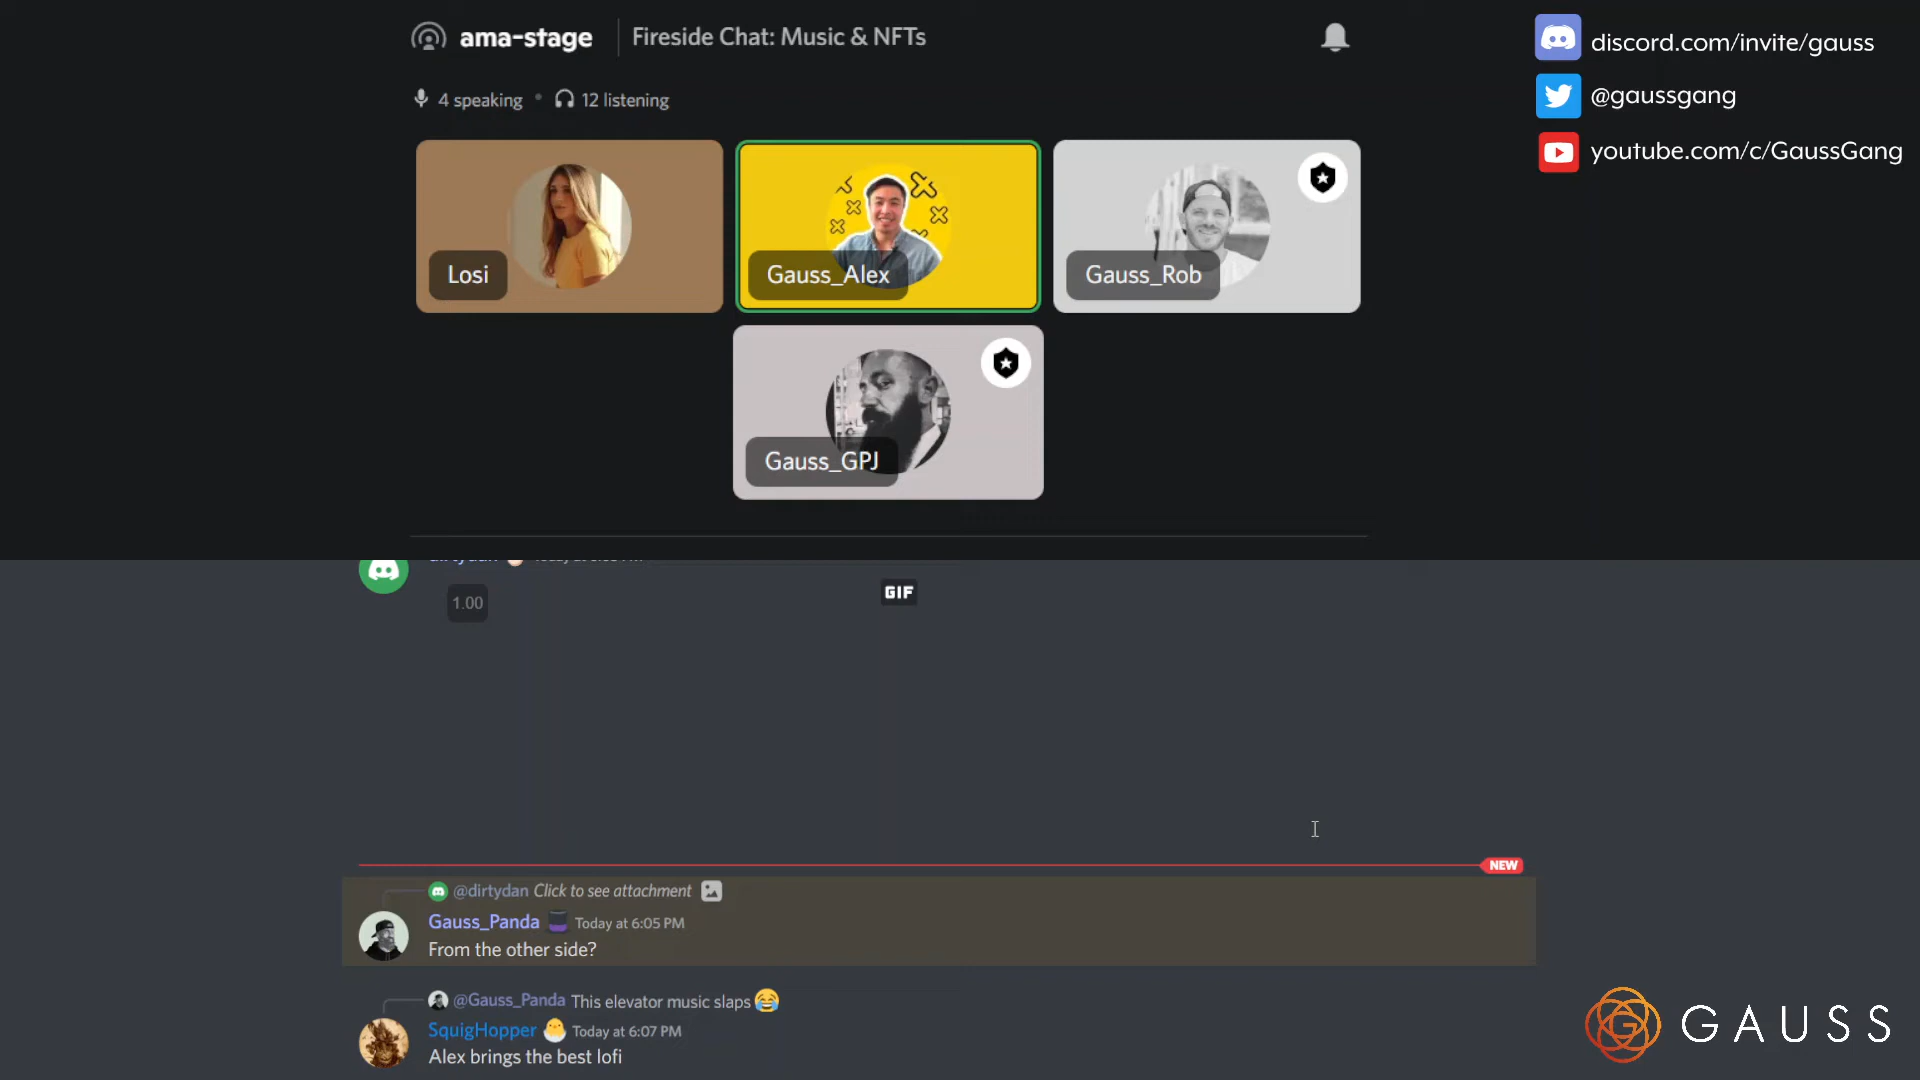 ama-stage
Fireside Chat: Music & NFTs
4 speaking • 12 listening
discord.com/invite/gauss
@gaussgang
youtube.com/c/GaussGang
Losi
Gauss_Alex
Gauss_Rob
Gauss_GPJ
1.00
GIF
NEW
@dirtydan Click to see attachment
Gauss_Panda Today at 6:05 PM
From the other side?
@Gauss_Panda This elevator music slaps😂
SquigHopper Today at 6:07 PM
Alex brings the best lofi
GAUSS